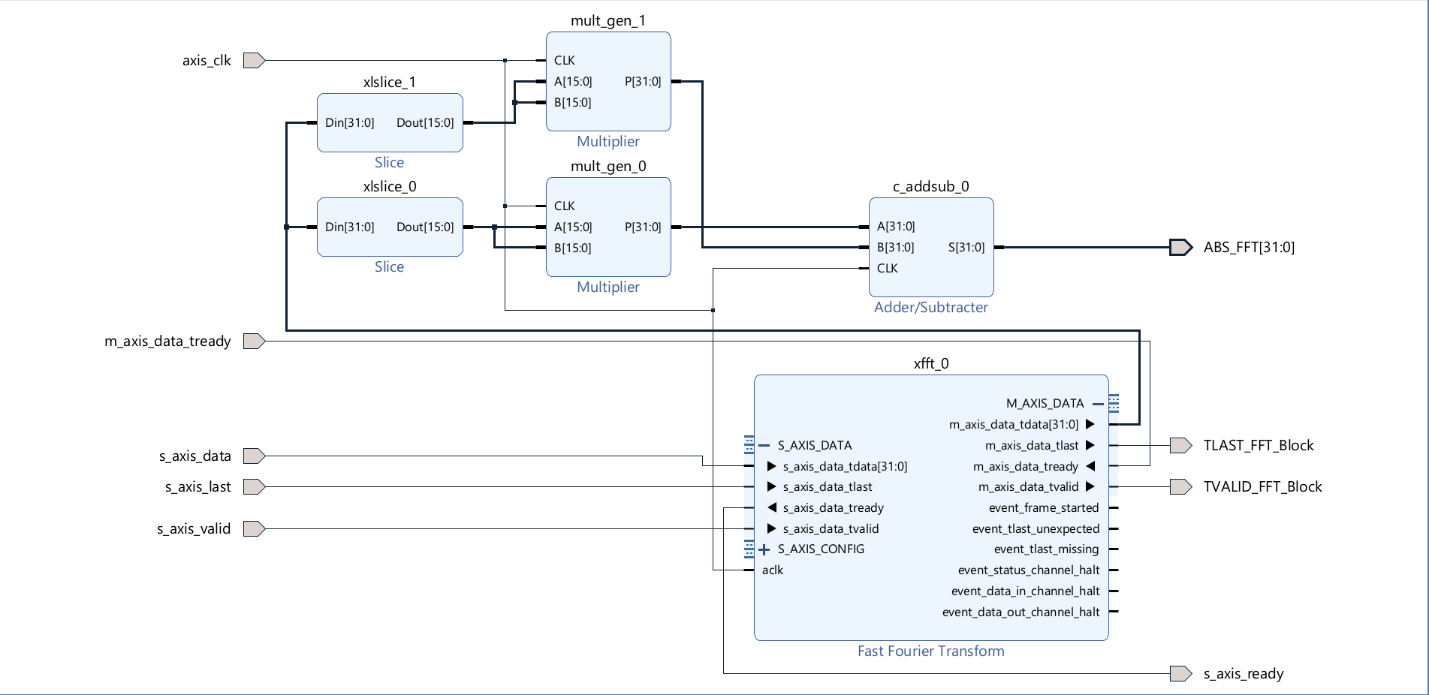 mult_gen_1
axis_clk
CLK
A[15:0]
P[31:0]
B[15:0]
Multiplier
xlslice_1
Din[31:0]
Dout[15:0]
Slice
mult_gen_0
CLK
A[15:0]
P[31:0]
B[15:0]
Multiplier
xlslice_0
Din[31:0]
Dout[15:0]
Slice
c_addsub_0
A[31:0]
B[31:0]
S[31:0]
CLK
Adder/Subtracter
ABS_FFT[31:0]
m_axis_data_tready
xfft_0
M_AXIS_DATA
m_axis_data_tdata[31:0]
S_AXIS_DATA
m_axis_data_tlast
TLAST_FFT_Block
s_axis_data
s_axis_data_tdata[31:0]
m_axis_data_tready
s_axis_last
s_axis_data_tlast
m_axis_data_tvalid
TVALID_FFT_Block
s_axis_data_tready
event_frame_started
s_axis_valid
s_axis_data_tvalid
event_tlast_unexpected
S_AXIS_CONFIG
event_tlast_missing
aclk
event_status_channel_halt
event_data_in_channel_halt
event_data_out_channel_halt
Fast Fourier Transform
s_axis_ready